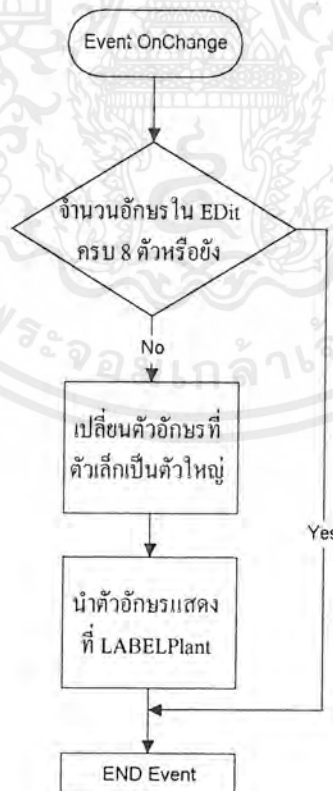 Event OnChange
จำนวนอักษรใน EDit
ครบ 8 ตัวหรือยัง
No
เปลี่ยนตัวอักษรที่
ตัวเล็กเป็นตัวใหญ่
Yes
นำตัวอักษรแสดง
ที่ LABELPlant
END Event